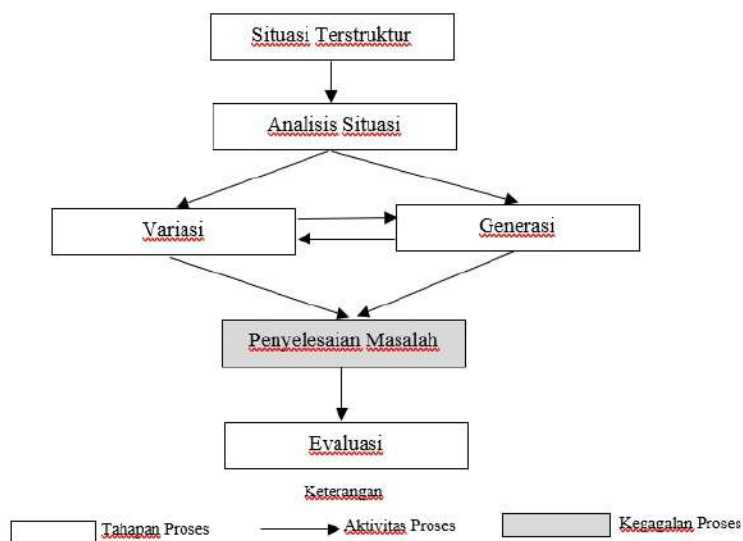 Situasi Terstruktur
Analisis Situasi
Variasi
Generasi
Penyelesaian Masalah
Evaluasi
Keterangan
Tahapan Proses
Aktivitas Proses
Kegagalan Proses